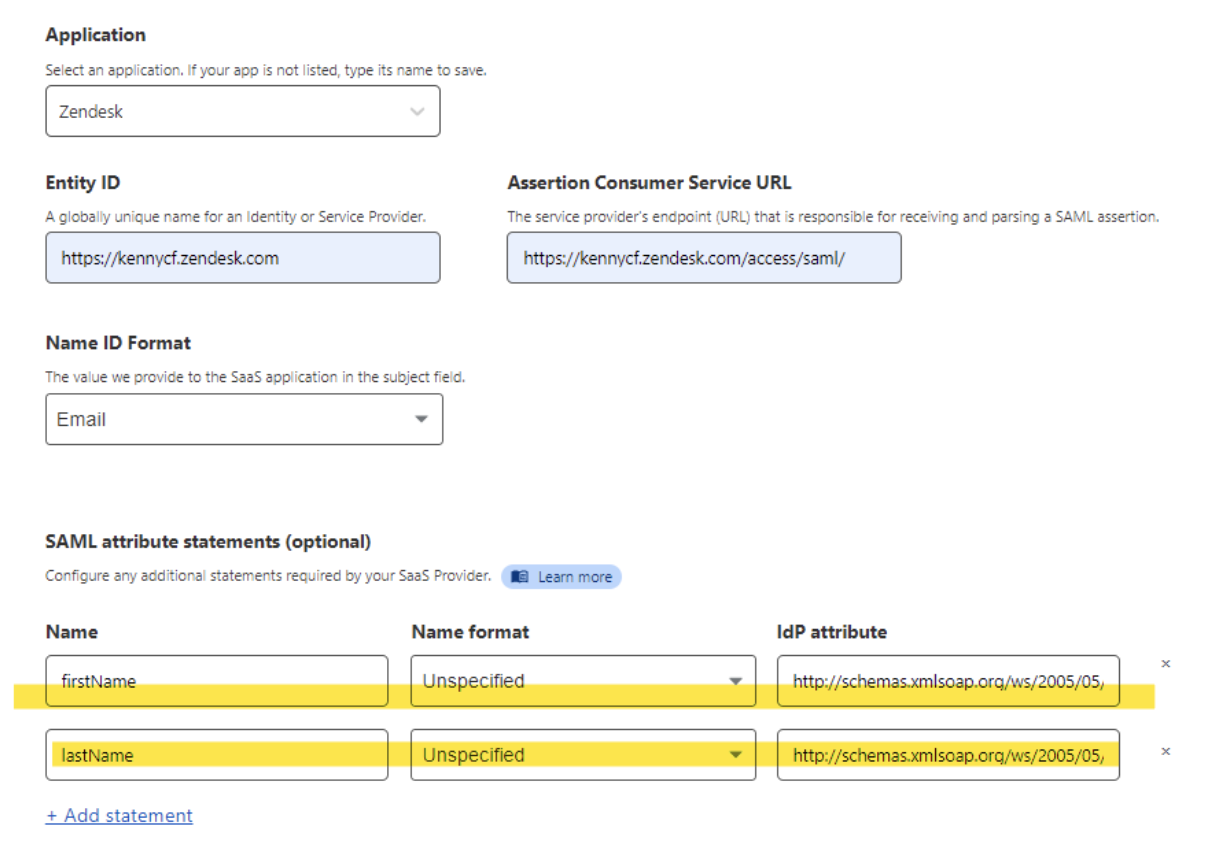 Application
Select an application. If your app is not listed, type its name to save.
Zendesk
Entity ID
A globally unique name for an Identity or Service Provider.
https://kennycf.zendesk.com
Assertion Consumer Service URL
The service provider's endpoint (URL) that is responsible for receiving and parsing a SAML assertion.
https://kennycf.zendesk.com/access/saml/
Name ID Format
The value we provide to the SaaS application in the subject field.
Email
SAML attribute statements (optional)
Configure any additional statements required by your SaaS Provider. Learn more
Name Name format IdP attribute
firstName Unspecified http://schemas.xmlsoap.org/ws/2005/05, ×
lastName Unspecified http://schemas.xmlsoap.org/ws/2005/05, ×
+ Add statement